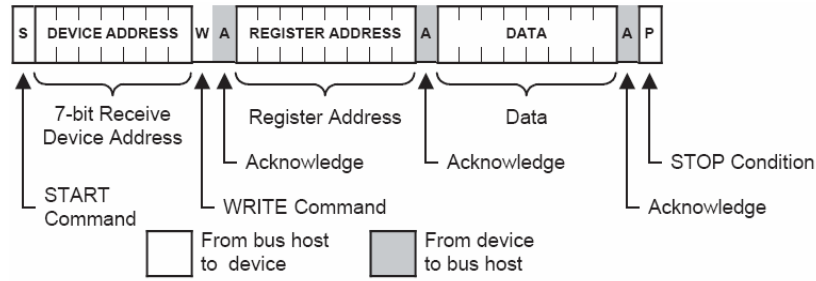 S DEVICE ADDRESS W A REGISTER ADDRESS A DATA A P
7-bit Receive
Device Address
Register Address
Data
Acknowledge
Acknowledge
STOP Condition
START
Command
WRITE Command
Acknowledge
From bus host
to device
From device
to bus host